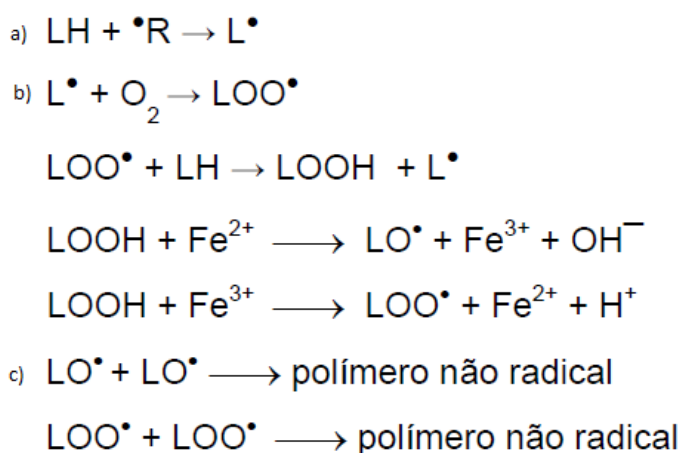 a) LH + •R → L•
b) L• + O₂ → LOO•
LOO• + LH → LOOH + L•
LOOH + Fe²⁺ ⟶ LO• + Fe³⁺ + OH⁻
LOOH + Fe³⁺ ⟶ LOO• + Fe²⁺ + H⁺
c) LO• + LO• ⟶ polímero não radical
LOO• + LOO• ⟶ polímero não radical